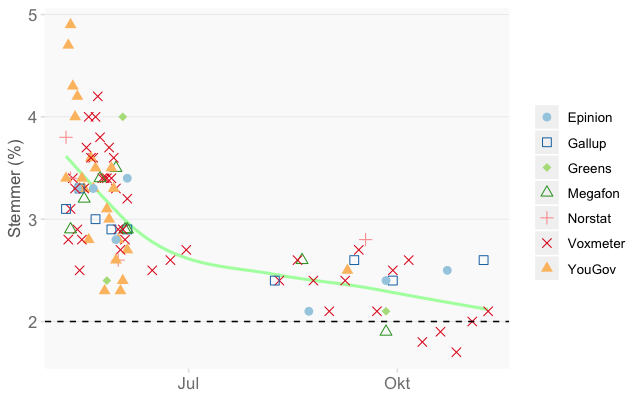 Stemmer (%)
5
4
3
2
Jul
Okt
Epinion
Gallup
Greens
Megafon
Norstat
Voxmeter
YouGov